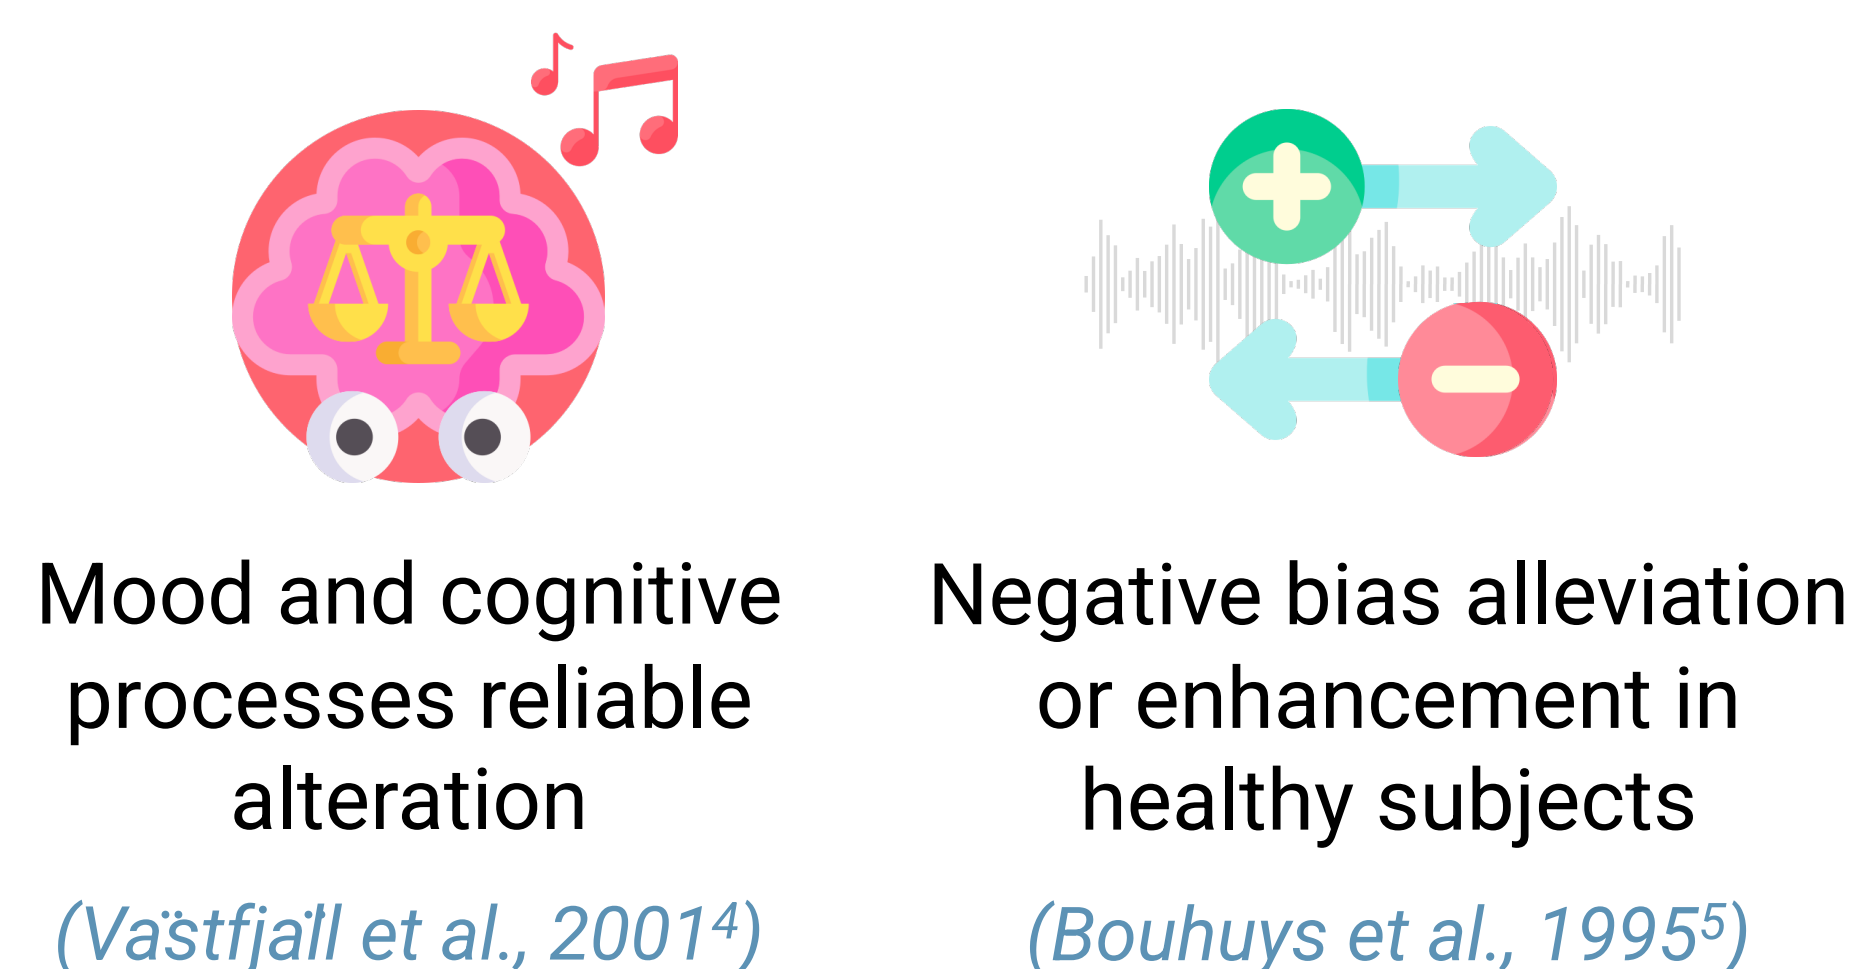 Mood and cognitive
processes reliable
alteration
(Västfjäll et al., 2001⁴)
Negative bias alleviation
or enhancement in
healthy subjects
(Bouhuys et al., 1995⁵)